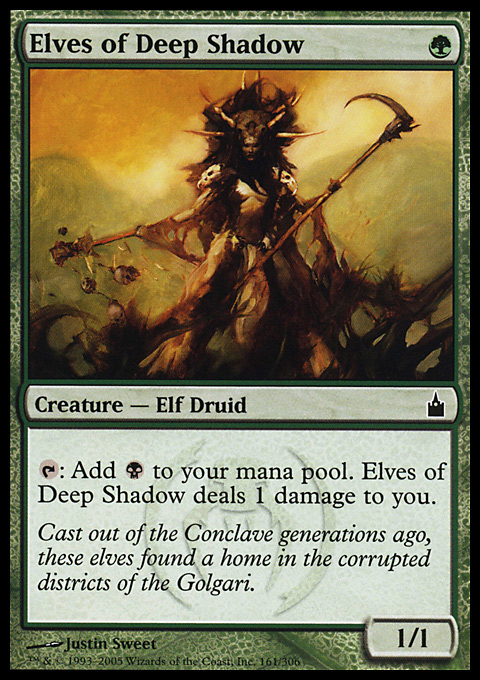 Elves of Deep Shadow
Creature — Elf Druid
: Add to your mana pool. Elves of
Deep Shadow deals 1 damage to you.
Cast out of the Conclave generations ago,
these elves found a home in the corrupted
districts of the Golgari.
1/1
Justin Sweet
™ & © 1993–2005 Wizards of the Coast, Inc. 161/306